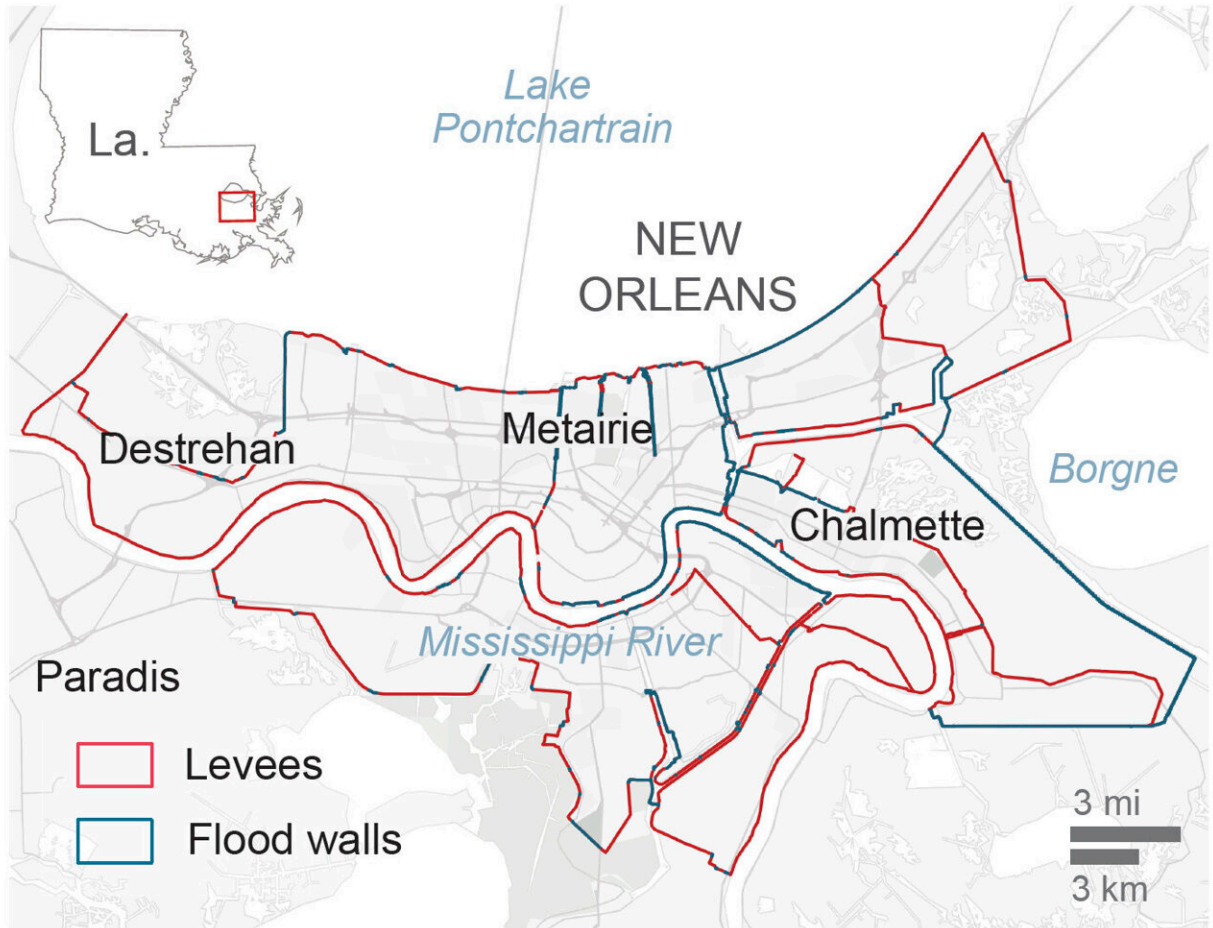 La.
Lake
Pontchartrain
NEW
ORLEANS
Destrehan
Metairie
Borgne
Chalmette
Mississippi River
Paradis
Levees
Flood walls
3 mi
3 km